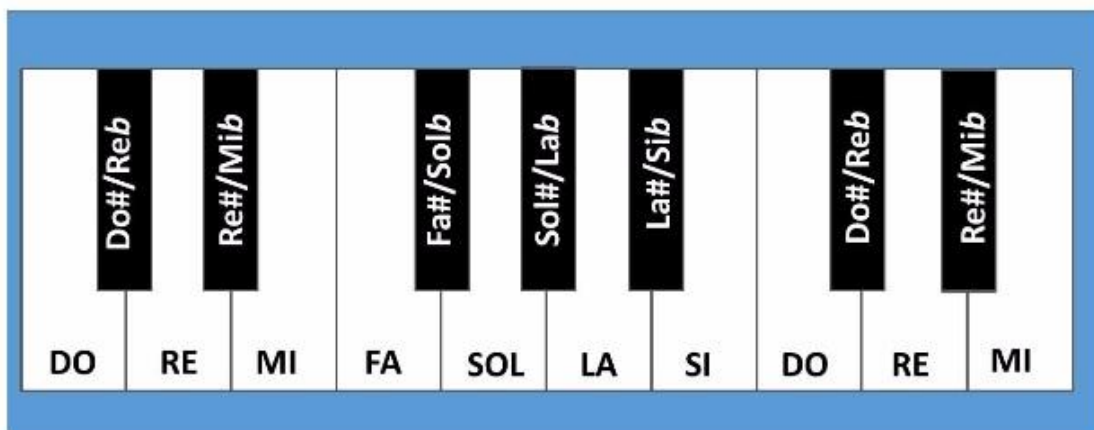 Do#/Reb
Re#/Mib
Fa#/Solb
Sol#/Lab
La#/Sib
Do#/Reb
Re#/Mib
DO RE MI FA SOL LA SI DO RE MI